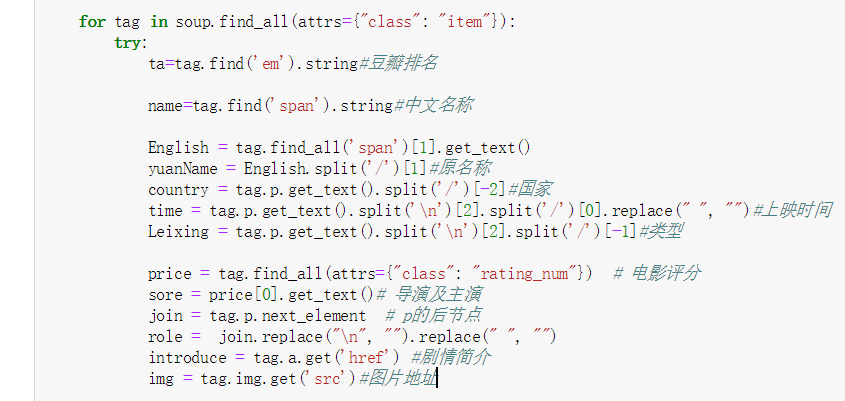 for tag in soup.find_all(attrs={"class": "item"}):
try:
ta=tag.find('em').string#豆瓣排名
name=tag.find('span').string#中文名称
English = tag.find_all('span')[1].get_text()
yuanName = English.split('/')[1]#原名称
country = tag.p.get_text().split('/')[-2]#国家
time = tag.p.get_text().split('\n')[2].split('/')[0].replace(" ", "")#上映时间
Leixing = tag.p.get_text().split('\n')[2].split('/')[-1]#类型
price = tag.find_all(attrs={"class": "rating_num"})  # 电影评分
sore = price[0].get_text()# 导演及主演
join = tag.p.next_element  # p的后节点
role =  join.replace("\n", "").replace(" ", "")
introduce = tag.a.get('href') #剧情简介
img = tag.img.get('src')#图片地址